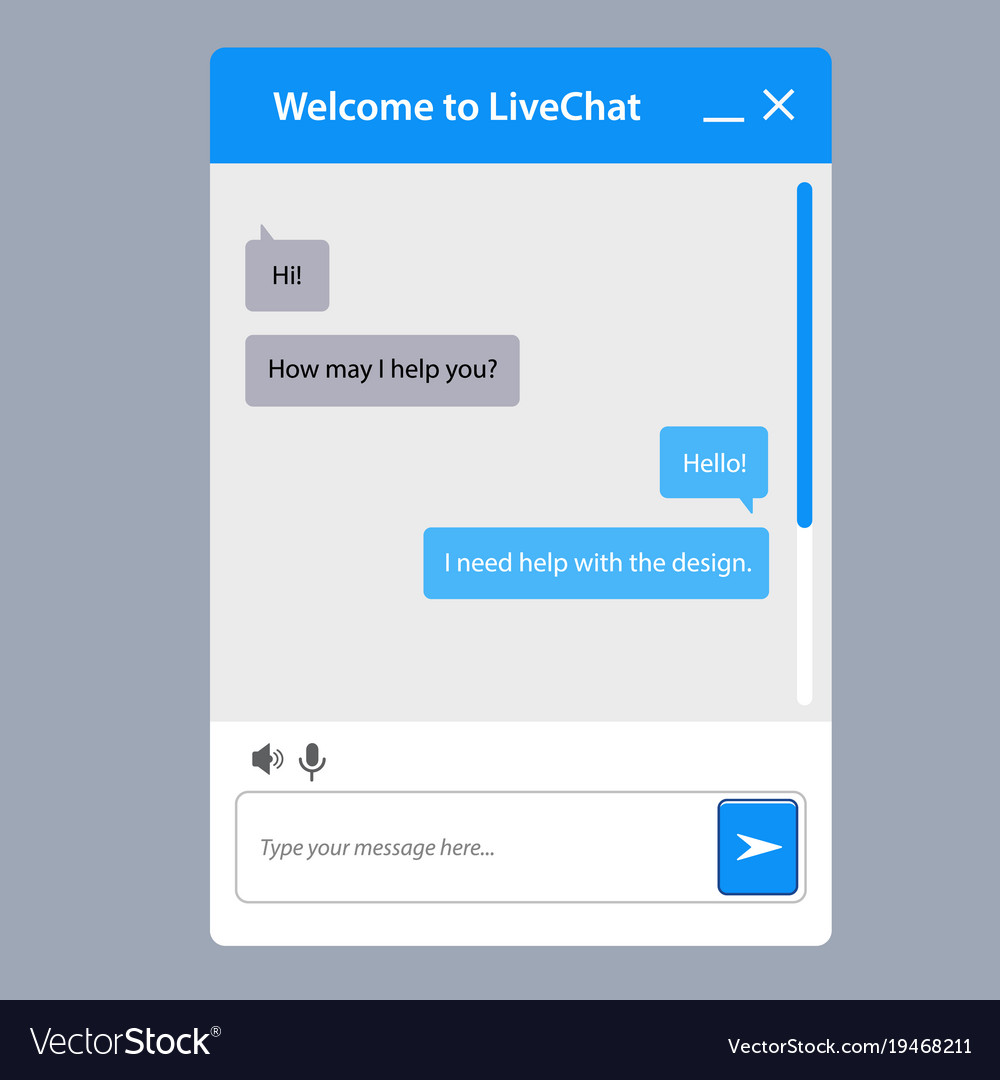 Welcome to LiveChat
Hi!
How may I help you?
Hello!
I need help with the design.
Type your message here...
VectorStock®
VectorStock.com/19468211